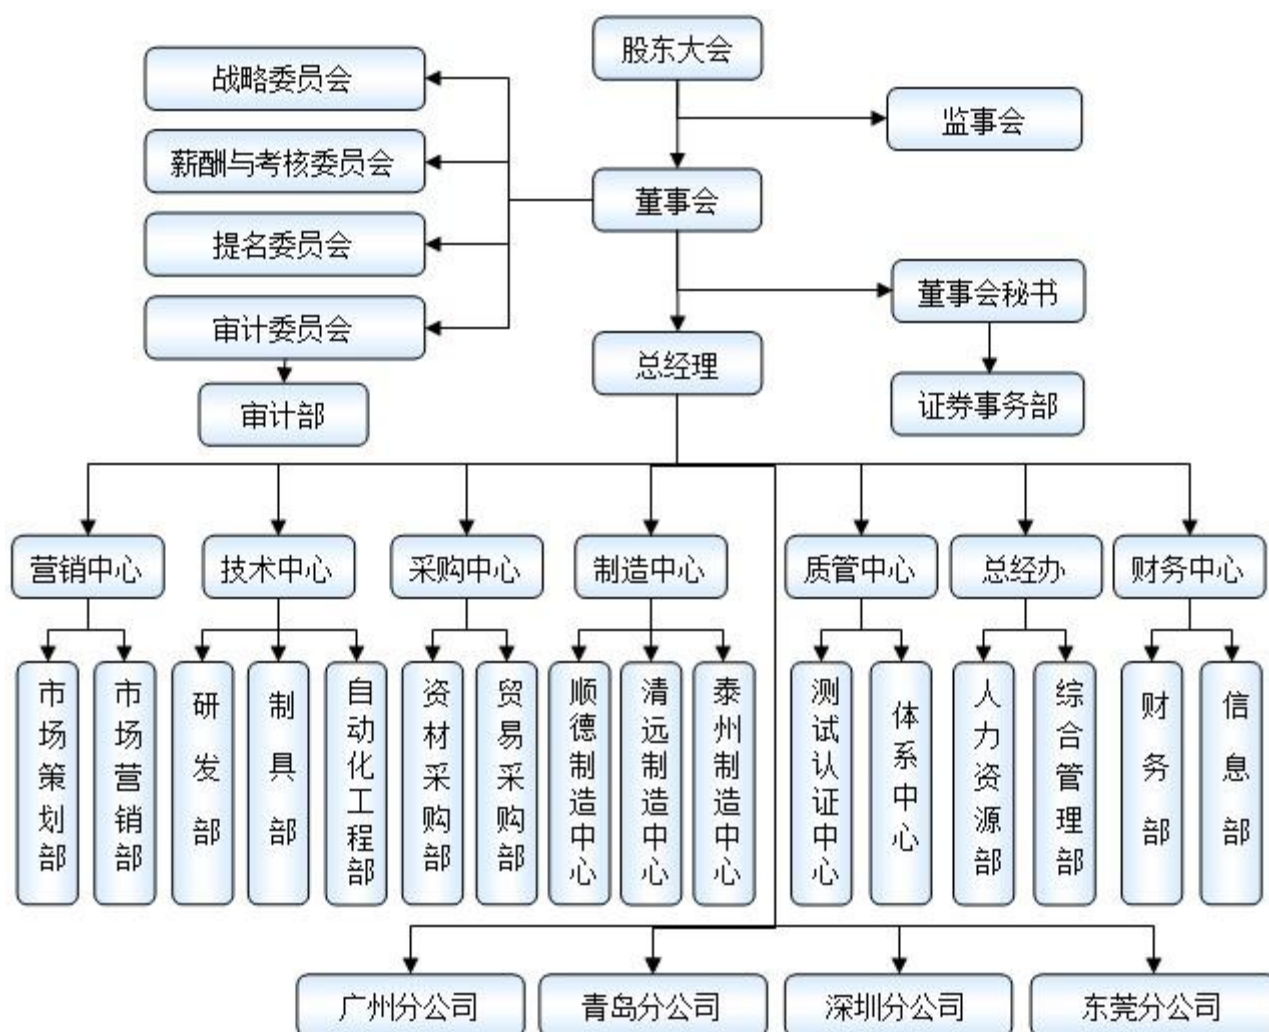 股东大会
战略委员会
监事会
薪酬与考核委员会
董事会
提名委员会
董事会秘书
审计委员会
总经理
证券事务部
审计部
营销中心
技术中心
采购中心
制造中心
质管中心
总经办
财务中心
市场策划部
市场营销部
研发部
制具部
自动化工程部
资材采购部
贸易采购部
顺德制造中心
清远制造中心
泰州制造中心
测试认证中心
体系中心
人力资源部
综合管理部
财务部
信息部
广州分公司
青岛分公司
深圳分公司
东莞分公司